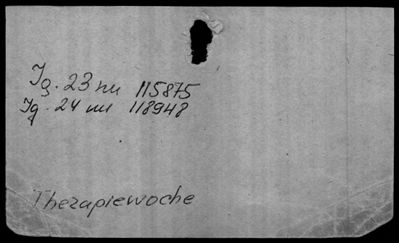 Jg. 23 nu 115875
Jg. 24 nu 118948
Therapiewoche